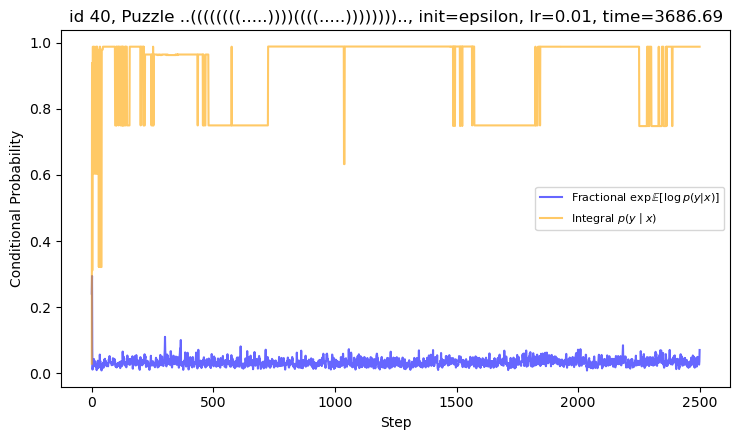 id 40, Puzzle ..((((((((.....))))((((.....)))))))).., init=epsilon, lr=0.01, time=3686.69
1.0
0.8
0.6
0.4
0.2
0.0
Conditional Probability
Fractional exp𝔼[log p(y|x)]
Integral p(y | x)
0
500
1000
1500
2000
2500
Step